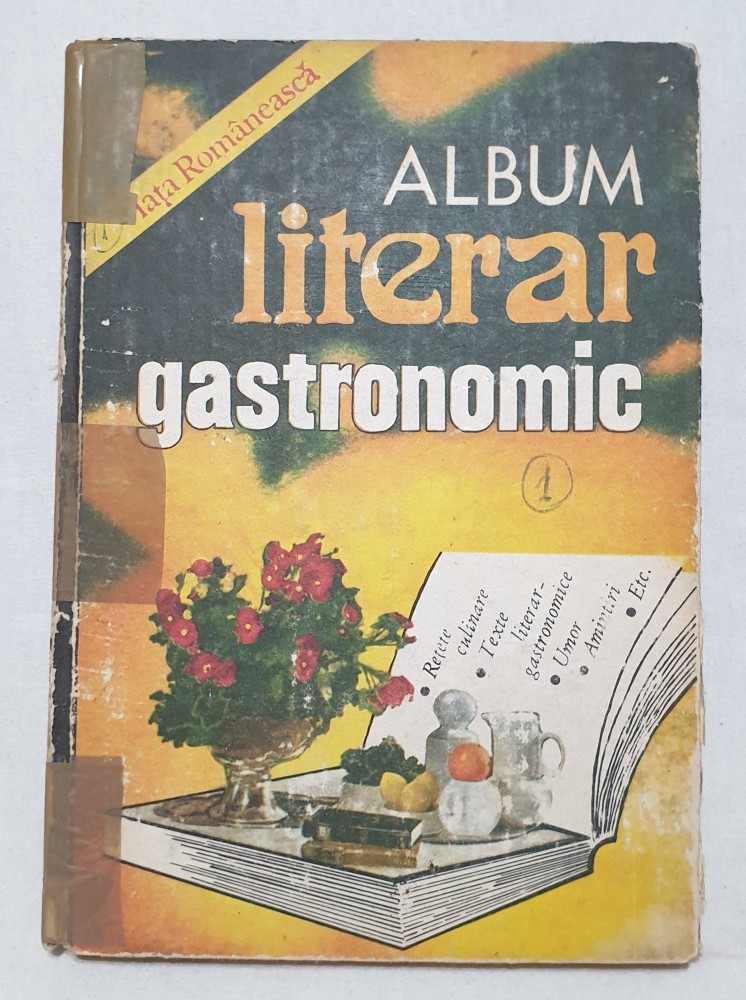 Viața Românească
ALBUM
literar
gastronomic
1
• Rețete
culinare
• Texte
literar-
gastronomice
• Umor
• Amintiri
• Etc.